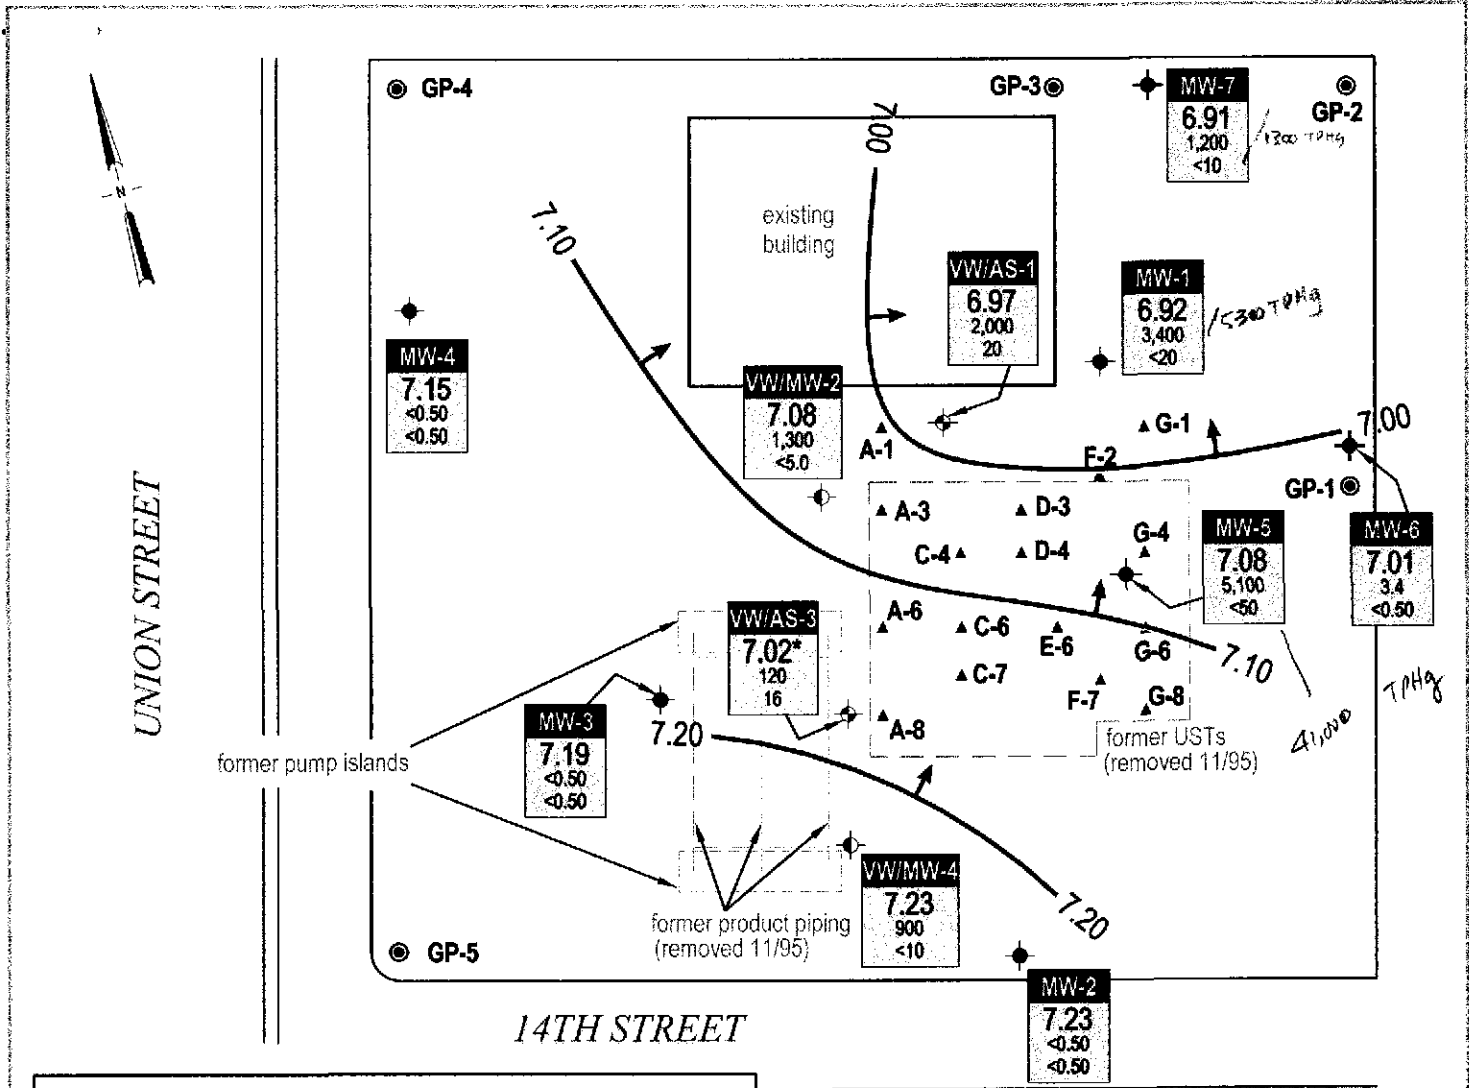 GP-4
GP-3
MW-7
6.91
1,200
<10
/1300 TPHg
GP-2
7.00
N
7.10
existing
building
VW/AS-1
6.97
2,000
20
MW-1
6.92
3,400
<20
/5300 TPHg
MW-4
7.15
<0.50
<0.50
VW/MW-2
7.08
1,300
<5.0
A-1
G-1
7.00
F-2
GP-1
A-3
D-3
C-4
D-4
G-4
MW-5
7.08
5,100
<50
MW-6
7.01
3.4
<0.50
UNION STREET
VW/AS-3
7.02*
120
16
A-6
C-6
E-6
G-6
7.10
C-7
F-7
G-8
TPHg
41,000
MW-3
7.19
<0.50
<0.50
7.20
A-8
former USTs
(removed 11/95)
former pump islands
VW/MW-4
7.23
900
<10
7.20
former product piping
(removed 11/95)
GP-5
MW-2
7.23
<0.50
<0.50
14TH STREET